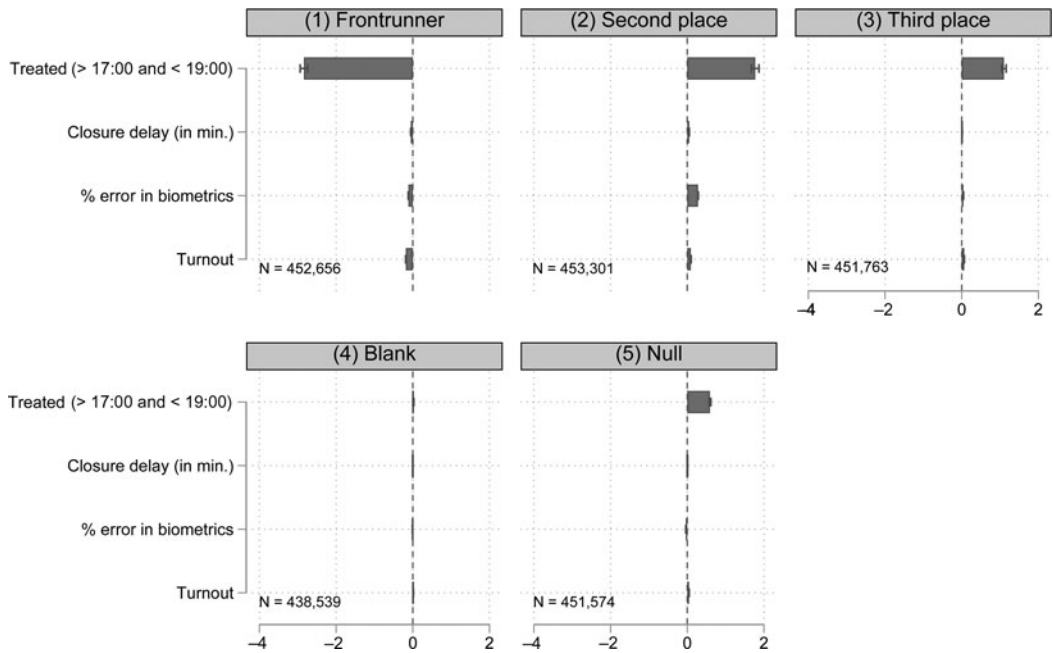 (1) Frontrunner
(2) Second place
(3) Third place
Treated (> 17:00 and < 19:00)
Closure delay (in min.)
% error in biometrics
Turnout
N = 452,656
N = 453,301
N = 451,763
–4 –2 0 2
(4) Blank
(5) Null
Treated (> 17:00 and < 19:00)
Closure delay (in min.)
% error in biometrics
Turnout
N = 438,539
N = 451,574
–4 –2 0 2
–4 –2 0 2